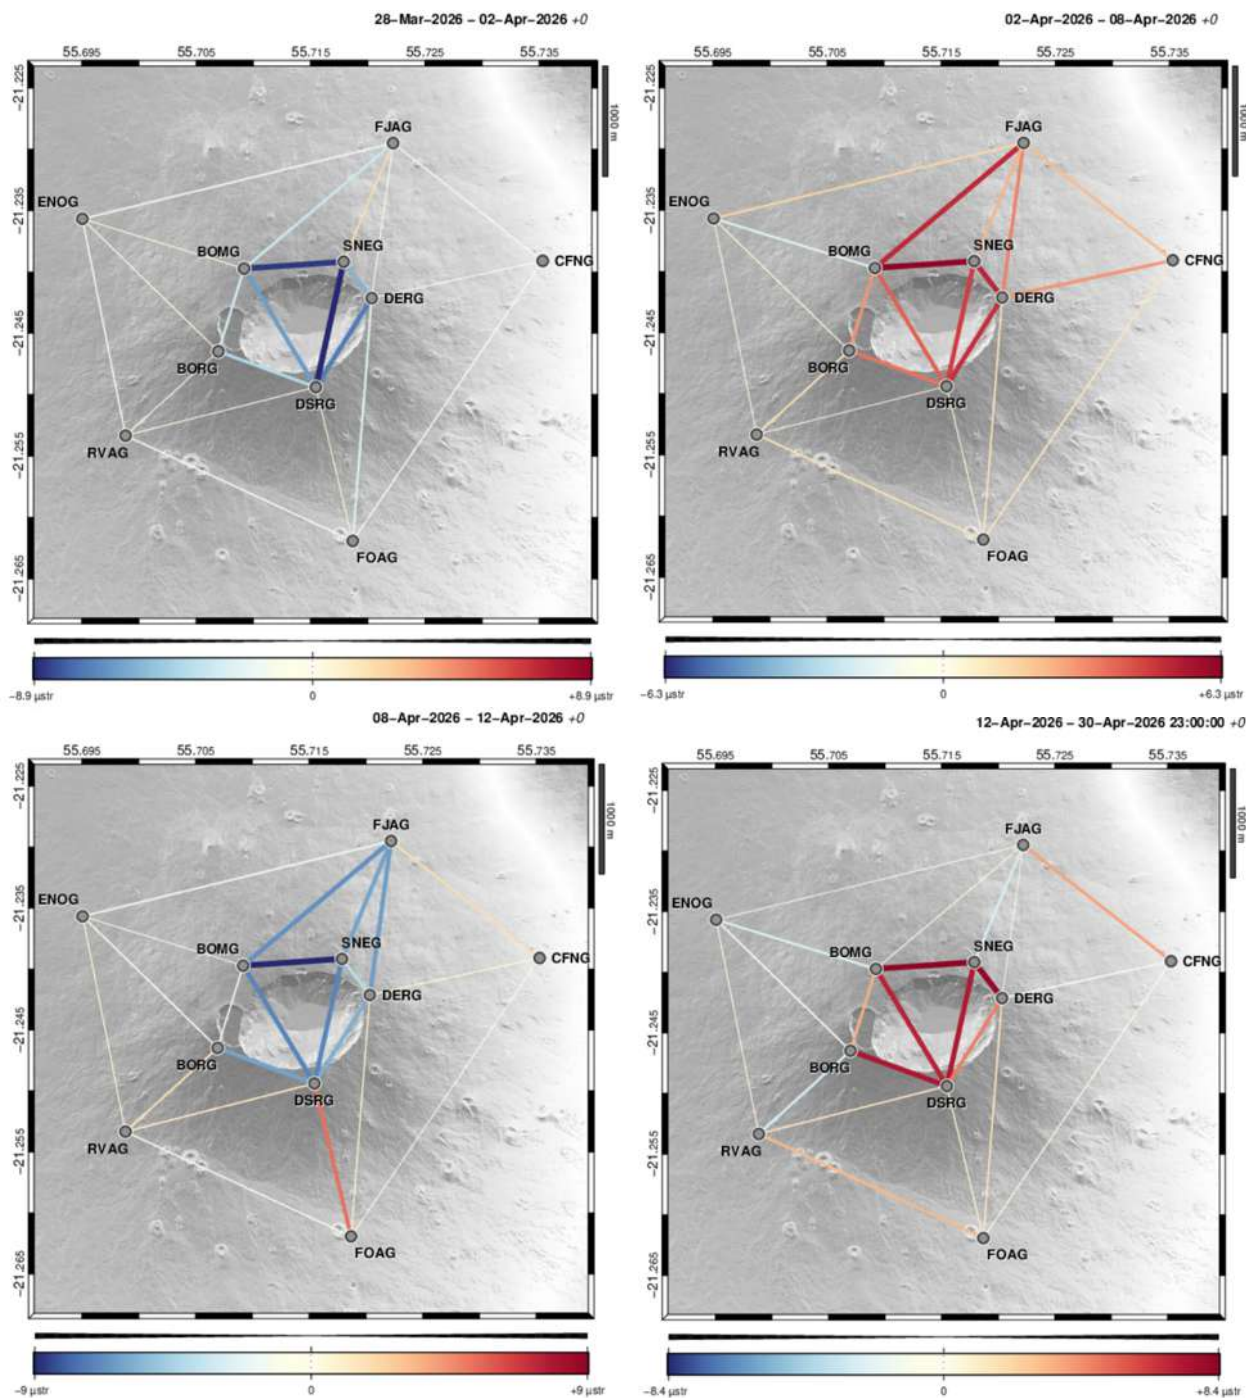 28–Mar–2026 – 02–Apr–2026 +0
55.695 55.705 55.715 55.725 55.735
−21.225
−21.235
−21.245
−21.255
−21.265
1000 m
FJAG
ENOG
SNEG
BOMG
CFNG
DERG
BORG
DSRG
RVAG
FOAG
−8.9 µstr 0 +8.9 µstr
02–Apr–2026 – 08–Apr–2026 +0
55.695 55.705 55.715 55.725 55.735
−21.225
−21.235
−21.245
−21.255
−21.265
1000 m
FJAG
ENOG
SNEG
BOMG
CFNG
DERG
BORG
DSRG
RVAG
FOAG
−6.3 µstr 0 +6.3 µstr
08–Apr–2026 – 12–Apr–2026 +0
55.695 55.705 55.715 55.725 55.735
−21.225
−21.235
−21.245
−21.255
−21.265
1000 m
FJAG
ENOG
SNEG
BOMG
CFNG
DERG
BORG
DSRG
RVAG
FOAG
−9 µstr 0 +9 µstr
12–Apr–2026 – 30–Apr–2026 23:00:00 +0
55.695 55.705 55.715 55.725 55.735
−21.225
−21.235
−21.245
−21.255
−21.265
1000 m
FJAG
ENOG
SNEG
BOMG
CFNG
DERG
BORG
DSRG
RVAG
FOAG
−8.4 µstr 0 +8.4 µstr